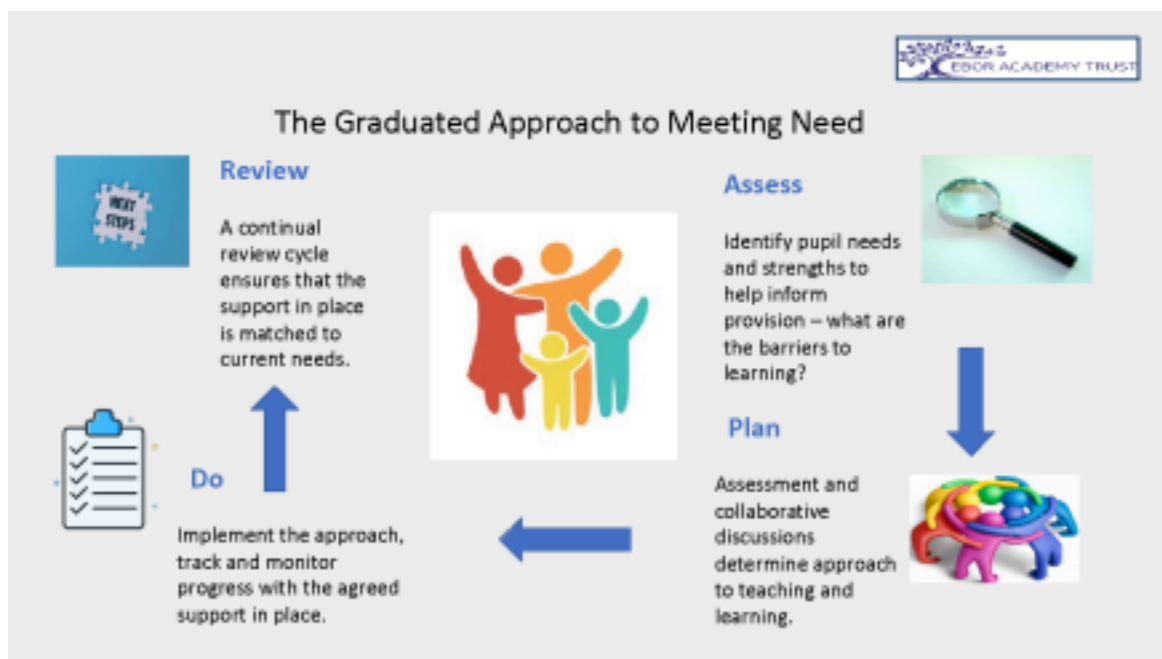 EBOR ACADEMY TRUST
The Graduated Approach to Meeting Need
Review
NEXT
STEPS
A continual
review cycle
ensures that the
support in place
is matched to
current needs.
Assess
Identify pupil needs
and strengths to
help inform
provision – what are
the barriers to
learning?
Plan
Assessment and
collaborative
discussions
determine approach
to teaching and
learning.
Do
Implement the approach,
track and monitor
progress with the agreed
support in place.